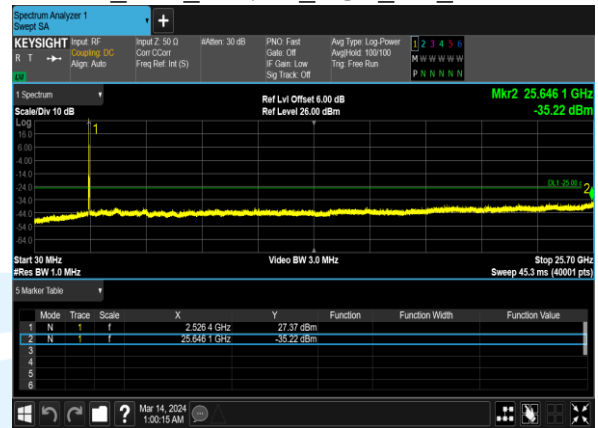 Spectrum Analyzer 1
Swept SA
+
KEYSIGHT Input: RF Input Z: 50 Ω #Atten: 30 dB PNO: Fast Avg Type: Log-Power 1 2 3 4 5 6
R T Coupling: DC Corr CCorr Gate: Off Avg|Hold: 100/100 M W W W W W
Align: Auto Freq Ref: Int (S) IF Gain: Low Trig: Free Run
LV Sig Track: Off P N N N N N
1 Spectrum Ref Lvl Offset 6.00 dB Mkr2 25.646 1 GHz
Scale/Div 10 dB Ref Level 26.00 dBm -35.22 dBm
Log
1
16.0
6.00
-4.00
-14.0
-24.0 DL1 -25.00 2
-34.0
-44.0
-54.0
-64.0
Start 30 MHz Video BW 3.0 MHz Stop 25.70 GHz
#Res BW 1.0 MHz Sweep 45.3 ms (40001 pts)
5 Marker Table
Mode Trace Scale X Y Function Function Width Function Value
1 N 1 f 2.526 4 GHz 27.37 dBm
2 N 1 f 25.646 1 GHz -35.22 dBm
3
4
5
6
? Mar 14, 2024
1:00:15 AM